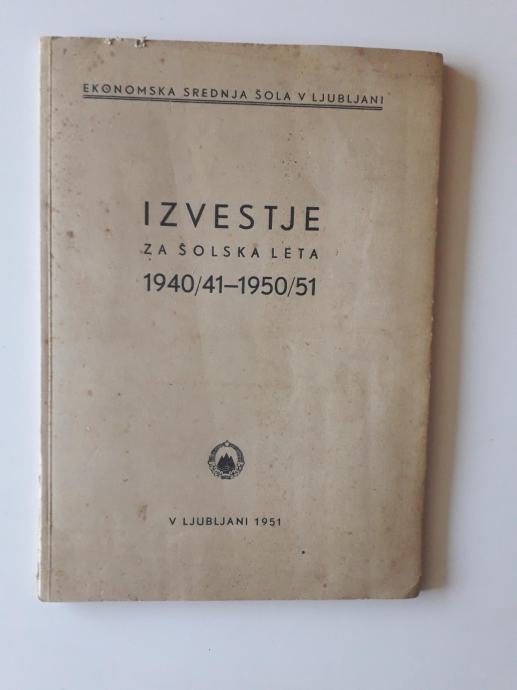 EKONOMSKA SREDNJA ŠOLA V LJUBLJANI
IZVESTJE
ZA ŠOLSKA LETA
1940/41–1950/51
V LJUBLJANI 1951